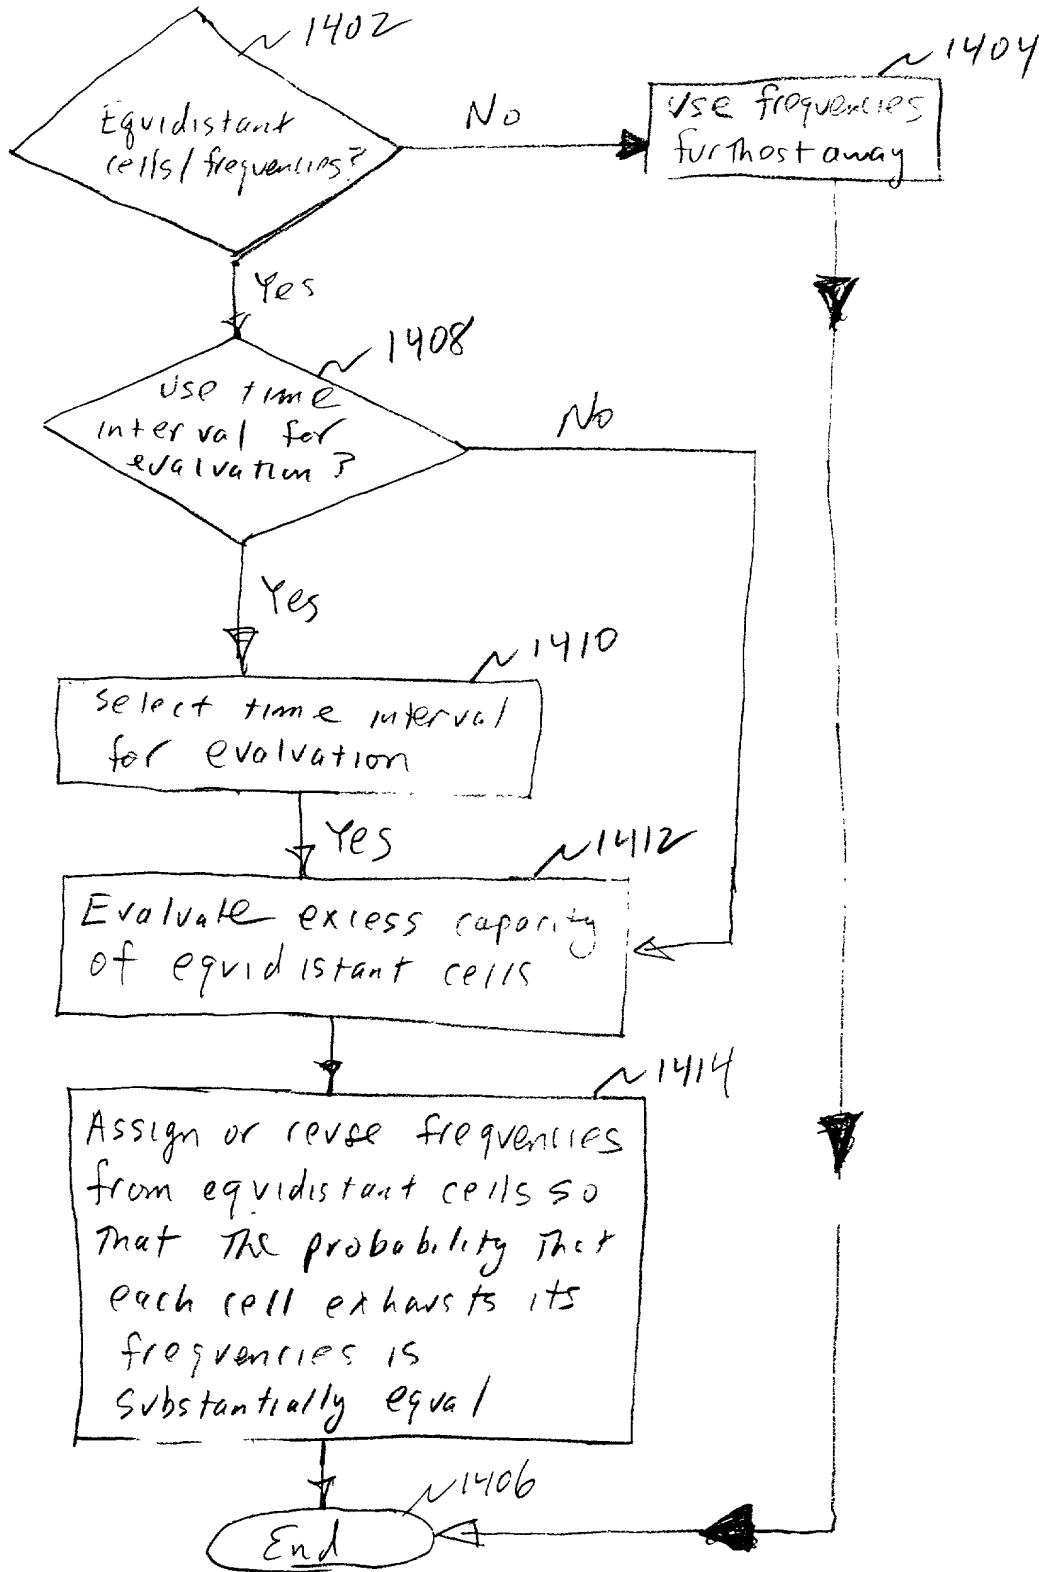 1402
Equidistant
cells/frequencies?
No
1404
Use frequencies
furthest away
Yes
1408
Use time
interval for
evaluation?
No
Yes
1410
Select time interval
for evaluation
Yes
1412
Evaluate excess capacity
of equidistant cells
1414
Assign or reuse frequencies
from equidistant cells so
that the probability that
each cell exhausts its
frequencies is
substantially equal
1406
End